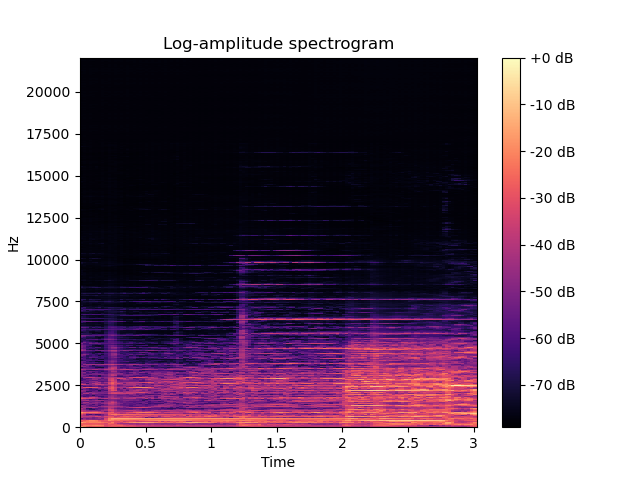 Log-amplitude spectrogram
Hz
20000
17500
15000
12500
10000
7500
5000
2500
0
0
0.5
1
1.5
2
2.5
3
Time
+0 dB
-10 dB
-20 dB
-30 dB
-40 dB
-50 dB
-60 dB
-70 dB